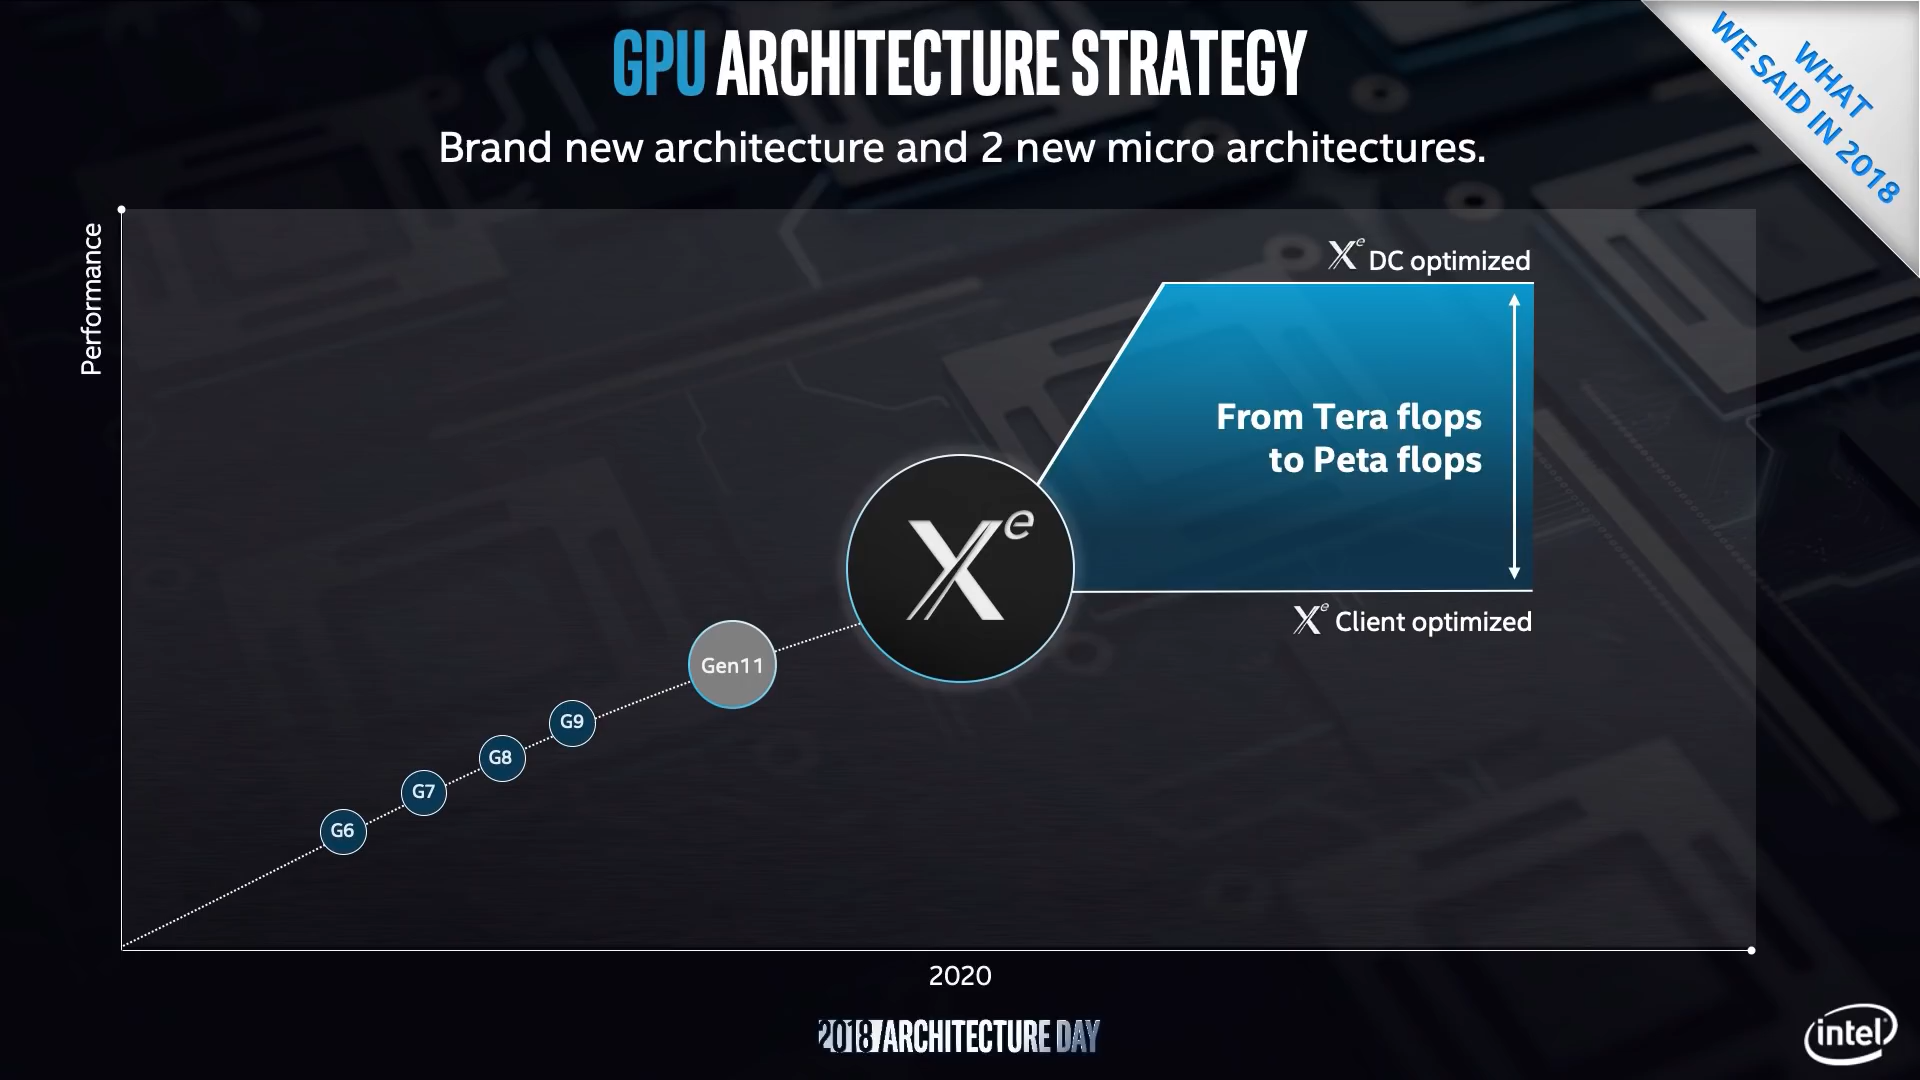 GPU ARCHITECTURE STRATEGY
Brand new architecture and 2 new micro architectures.
WHAT
WE SAID IN 2018
Performance
Xe DC optimized
From Tera flops
to Peta flops
Xe
Xe Client optimized
Gen11
G9
G8
G7
G6
2020
2018 ARCHITECTURE DAY
intel